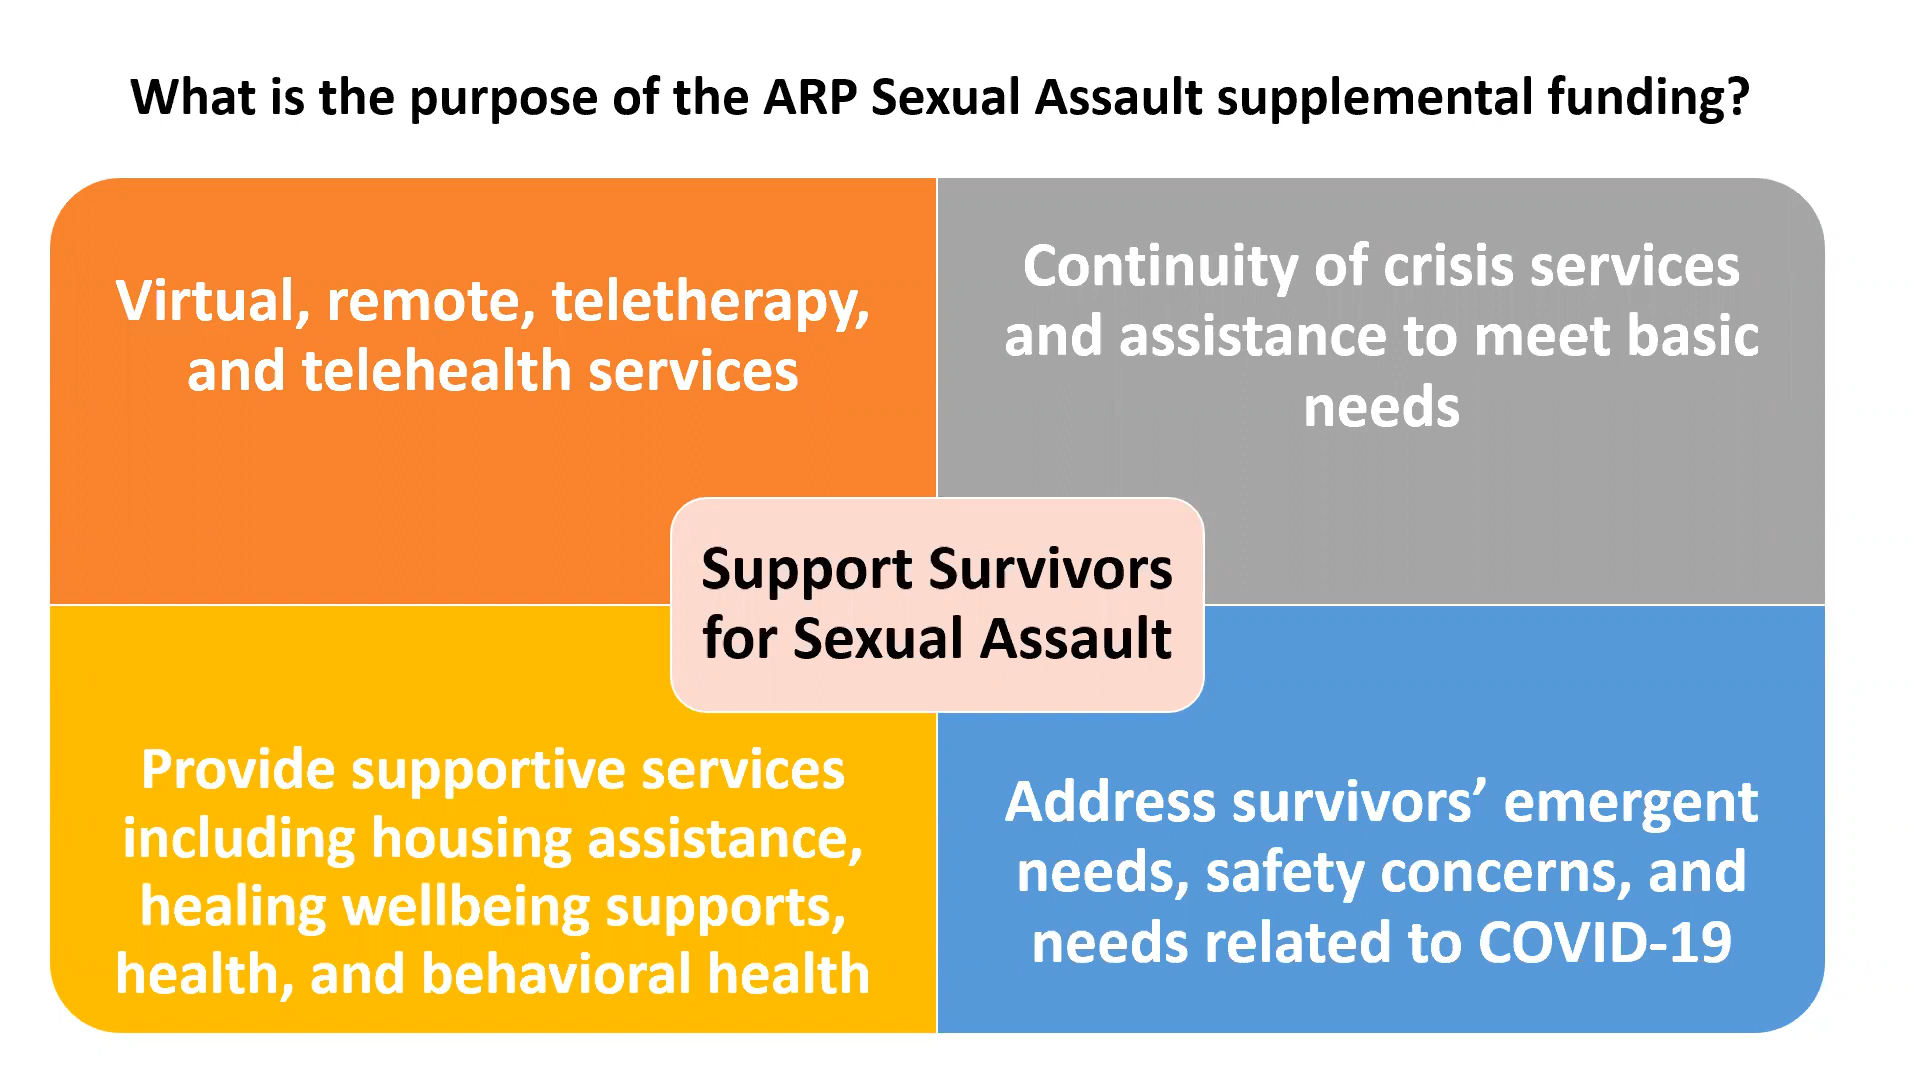 What is the purpose of the ARP Sexual Assault supplemental funding?
Virtual, remote, teletherapy,
and telehealth services
Continuity of crisis services
and assistance to meet basic
needs
Support Survivors
for Sexual Assault
Provide supportive services
including housing assistance,
healing wellbeing supports,
health, and behavioral health
Address survivors’ emergent
needs, safety concerns, and
needs related to COVID-19